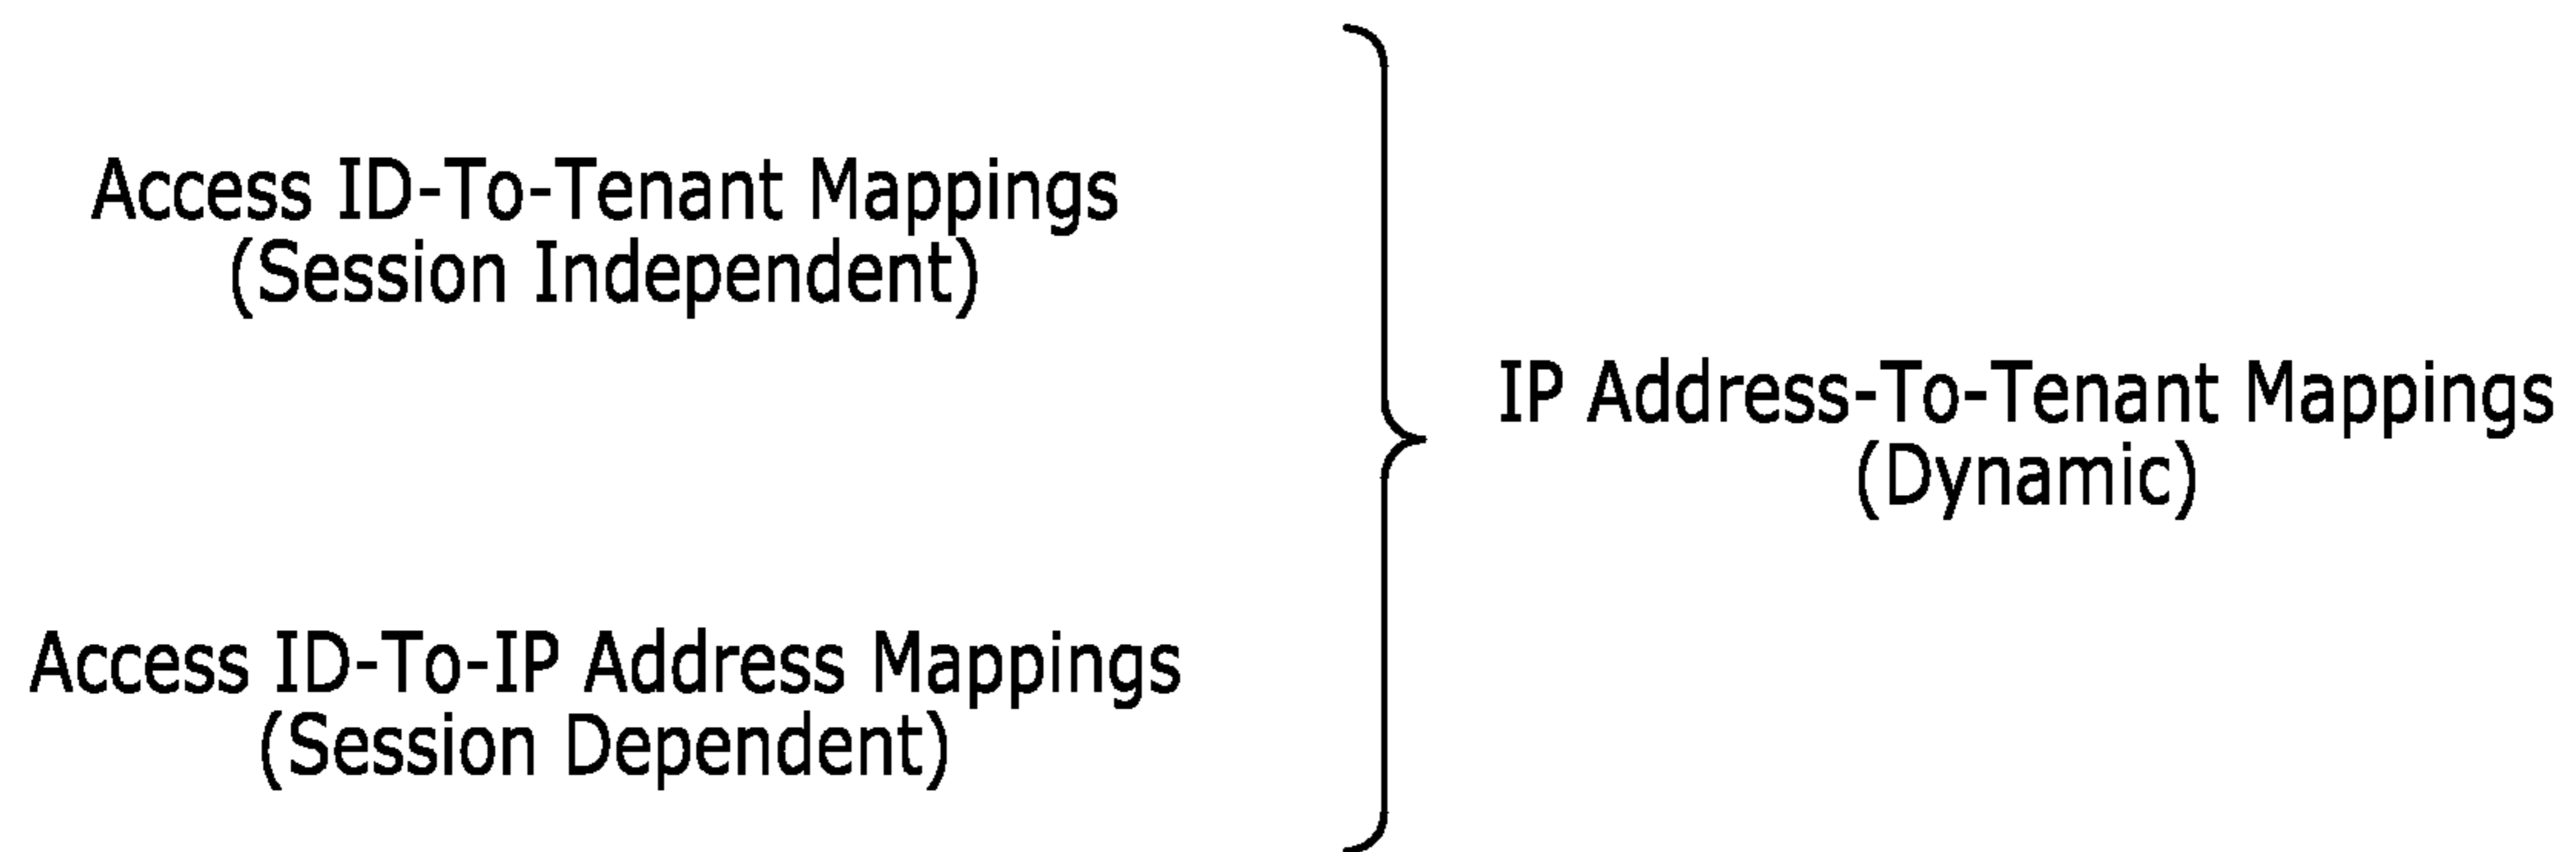 Access ID-To-Tenant Mappings
(Session Independent)
IP Address-To-Tenant Mappings
(Dynamic)
Access ID-To-IP Address Mappings
(Session Dependent)